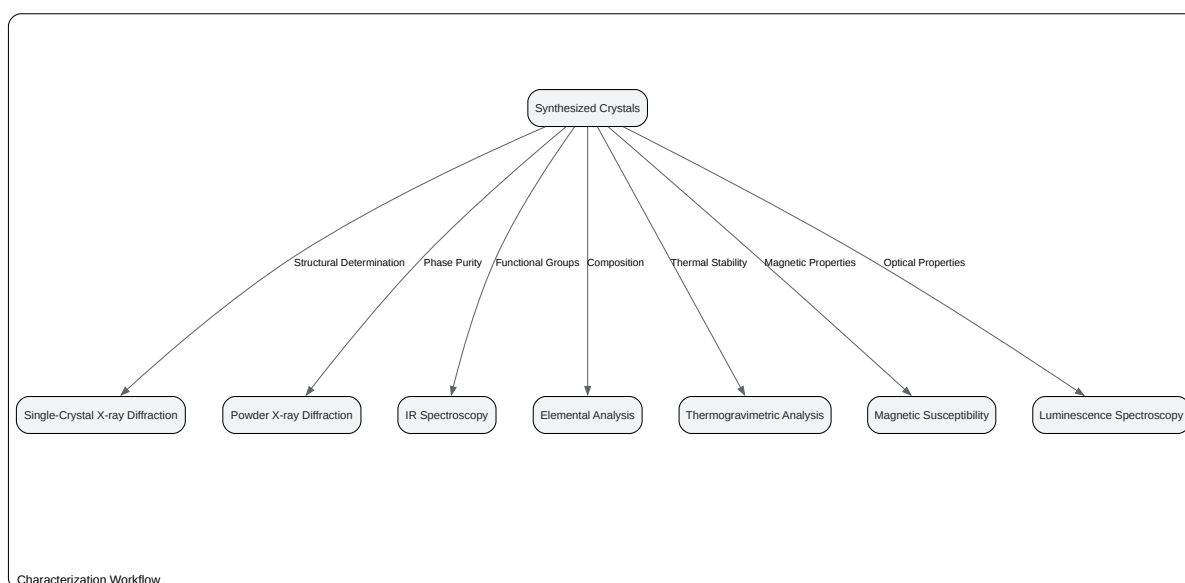 Synthesized Crystals
Structural Determination
Phase Purity
Functional Groups
Composition
Thermal Stability
Magnetic Properties
Optical Properties
Single-Crystal X-ray Diffraction
Powder X-ray Diffraction
IR Spectroscopy
Elemental Analysis
Thermogravimetric Analysis
Magnetic Susceptibility
Luminescence Spectroscopy
Characterization Workflow